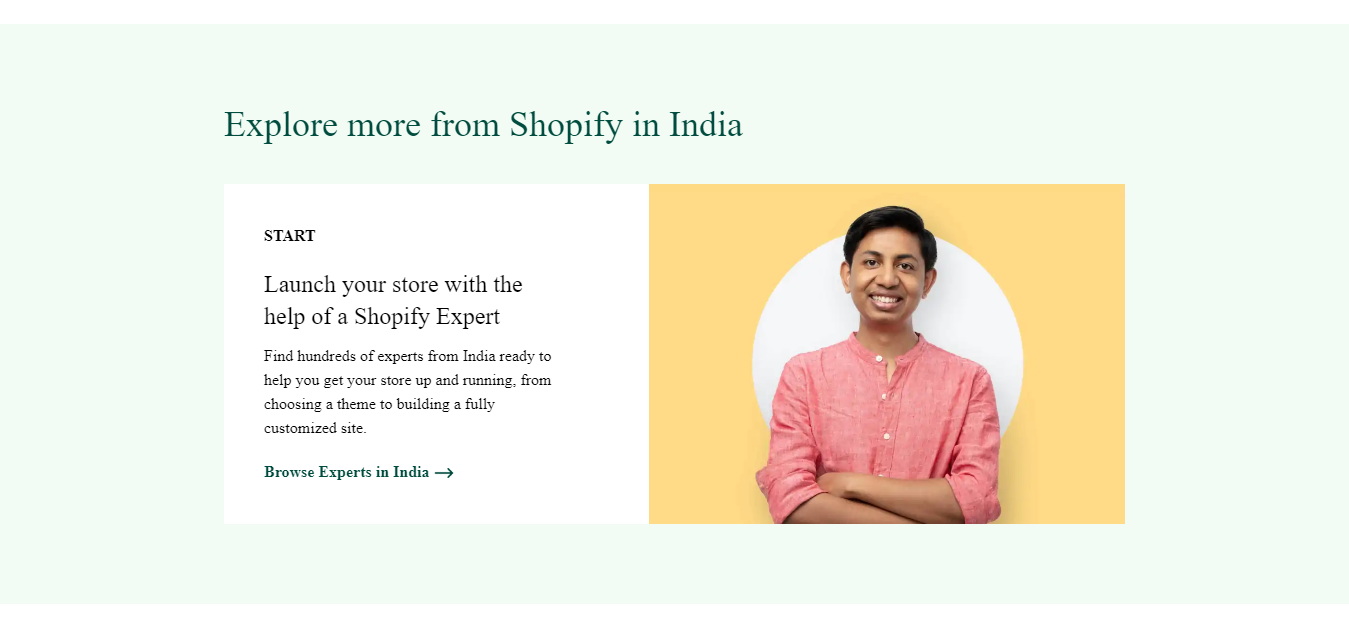 Explore more from Shopify in India
START
Launch your store with the
help of a Shopify Expert
Find hundreds of experts from India ready to
help you get your store up and running, from
choosing a theme to building a fully
customized site.
Browse Experts in India